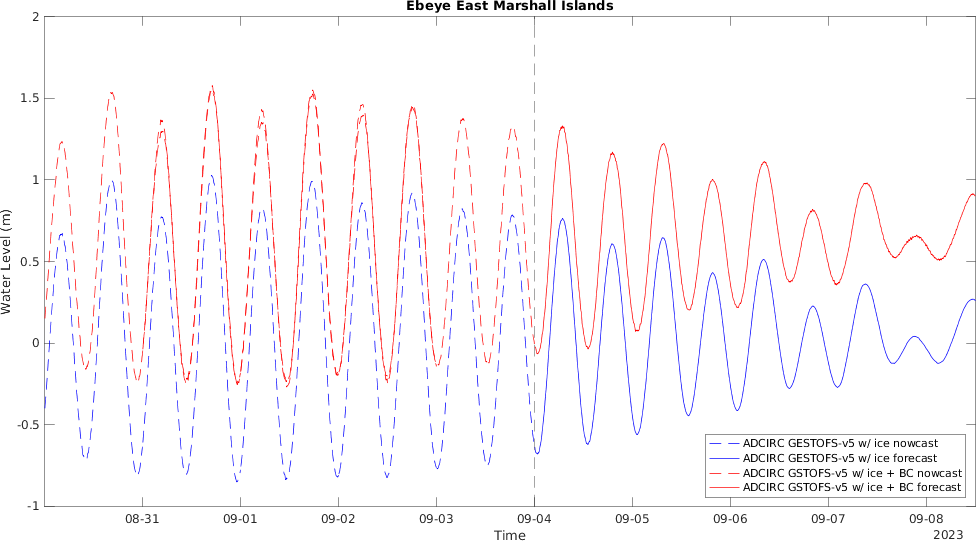 Ebeye East Marshall Islands
2
1.5
1
0.5
0
-0.5
-1
Water Level (m)
08-31 09-01 09-02 09-03 09-04 09-05 09-06 09-07 09-08
Time
2023
ADCIRC GESTOFS-v5 w/ ice nowcast
ADCIRC GESTOFS-v5 w/ ice forecast
ADCIRC GSTOFS-v5 w/ ice + BC nowcast
ADCIRC GSTOFS-v5 w/ ice + BC forecast